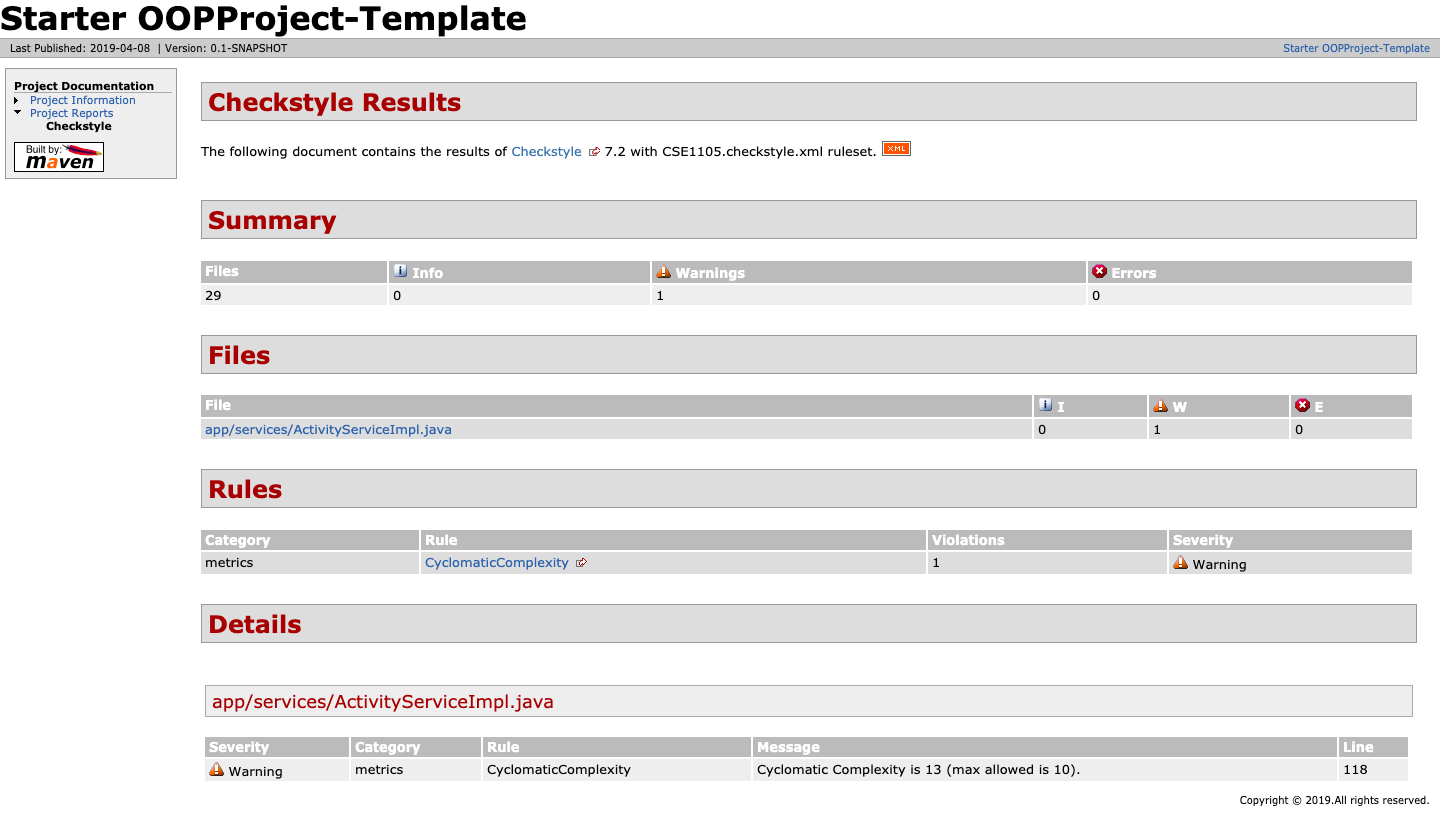 Starter OOPProject-Template
Last Published: 2019-04-08 | Version: 0.1-SNAPSHOT
Starter OOPProject-Template
Project Documentation
Project Information
Project Reports
Checkstyle
Built by:
maven
Checkstyle Results
The following document contains the results of Checkstyle 7.2 with CSE1105.checkstyle.xml ruleset. XML
Summary
Files Info Warnings Errors
29 0 1 0
Files
File I W E
app/services/ActivityServiceImpl.java 0 1 0
Rules
Category Rule Violations Severity
metrics CyclomaticComplexity 1 Warning
Details
app/services/ActivityServiceImpl.java
Severity Category Rule Message Line
Warning metrics CyclomaticComplexity Cyclomatic Complexity is 13 (max allowed is 10). 118
Copyright © 2019.All rights reserved.